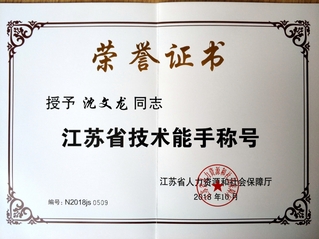 荣誉证书
授予 沈文龙 同志
江苏省技术能手称号
江苏省人力资源和社会保障厅
2018年10月
编号: N2018js 0509